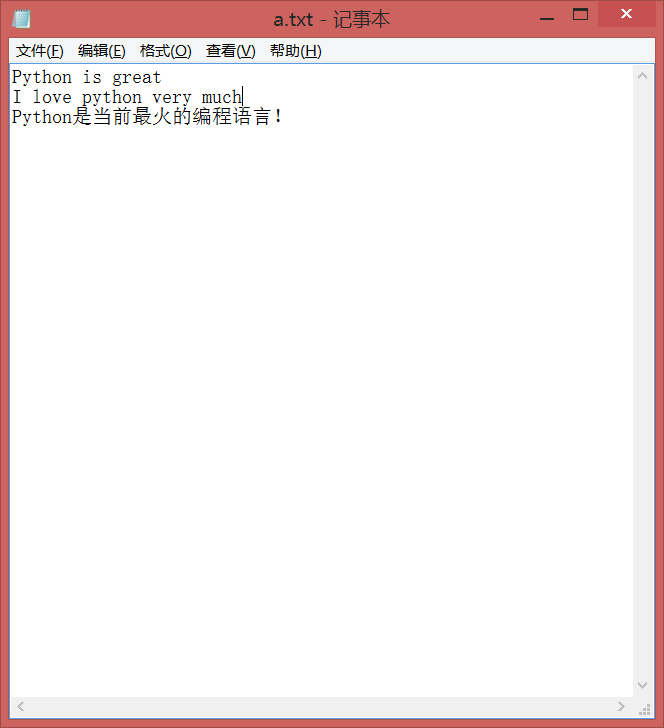 a.txt - 记事本
文件(F) 编辑(E) 格式(O) 查看(V) 帮助(H)
Python is great
I love python very much
Python是当前最火的编程语言！